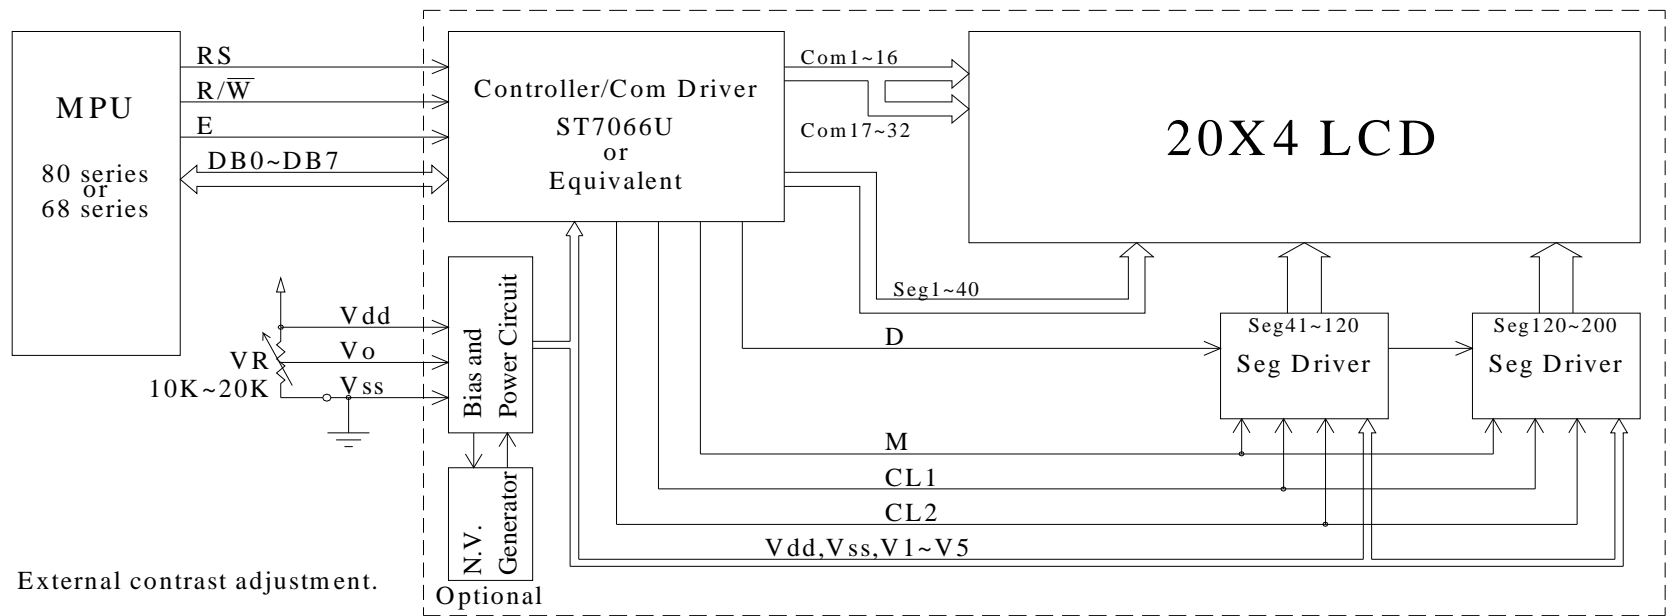 MPU
80 series
or
68 series
RS
R/W̅
E
DB0~DB7
Controller/Com Driver
ST7066U
or
Equivalent
Com1~16
Com17~32
20X4 LCD
Seg1~40
D
Seg41~120
Seg Driver
Seg120~200
Seg Driver
Vdd
Vo
Vss
VR
10K~20K
Bias and
Power Circuit
N.V.
Generator
Optional
M
CL1
CL2
Vdd,Vss,V1~V5
External contrast adjustment.